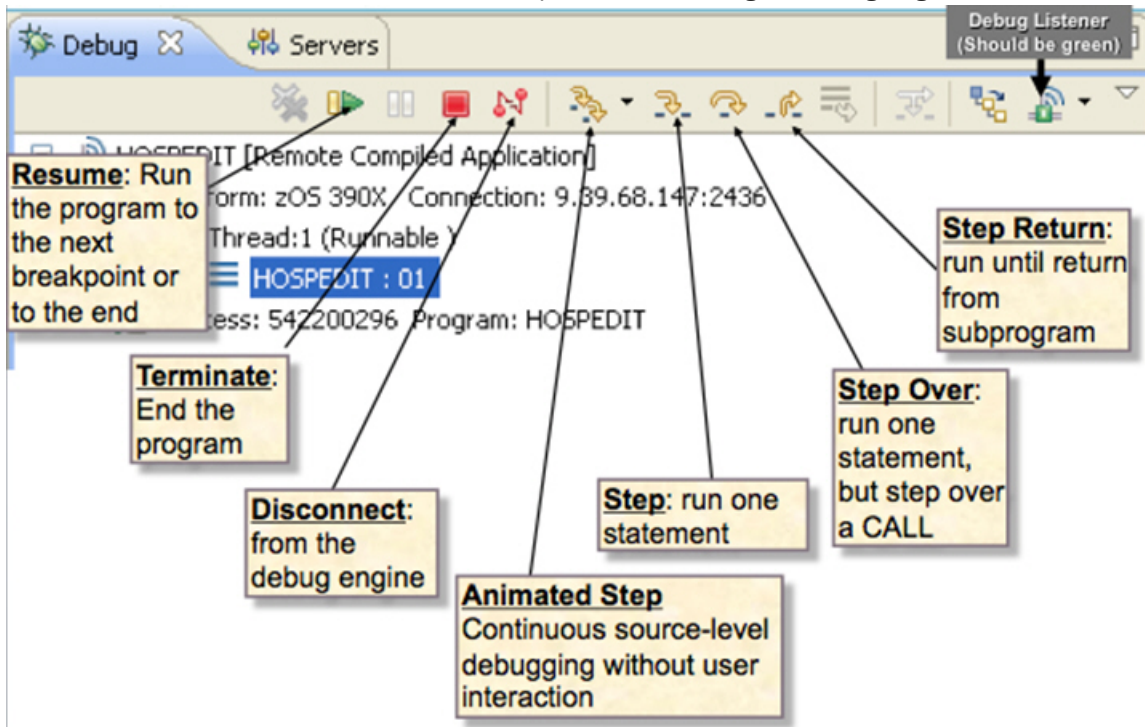 Debug
Servers
Debug Listener
(Should be green)
HOSPEDIT [Remote Compiled Application]
orm: zOS 390X Connection: 9.39.68.147:2436
Thread:1 (Runnable )
HOSPEDIT : 01
ess: 542200296 Program: HOSPEDIT
Resume: Run
the program to
the next
breakpoint or
to the end
Step Return:
run until return
from
subprogram
Terminate:
End the
program
Step Over:
run one
statement,
but step over
a CALL
Disconnect:
from the
debug engine
Step: run one
statement
Animated Step
Continuous source-level
debugging without user
interaction